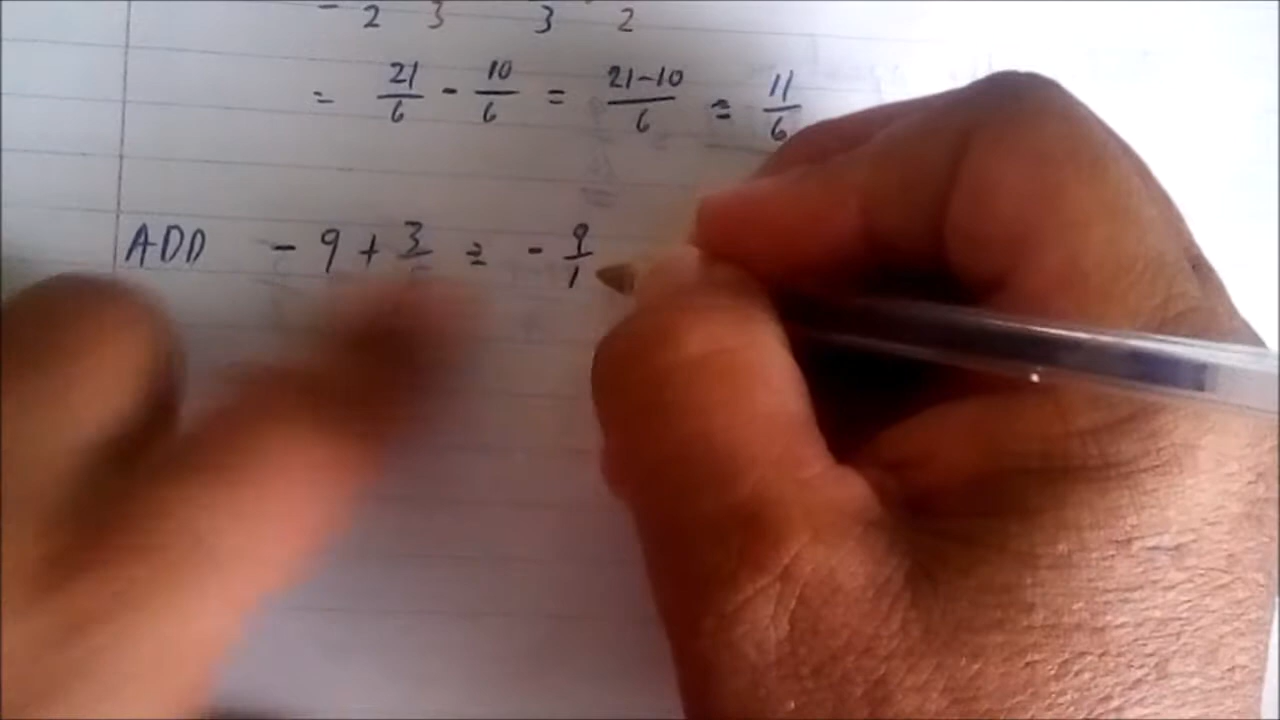 - 2 3 3 2
= 21/6 - 10/6 = 21-10/6 = 11/6
ADD - 9 + 3/ = - 9/1